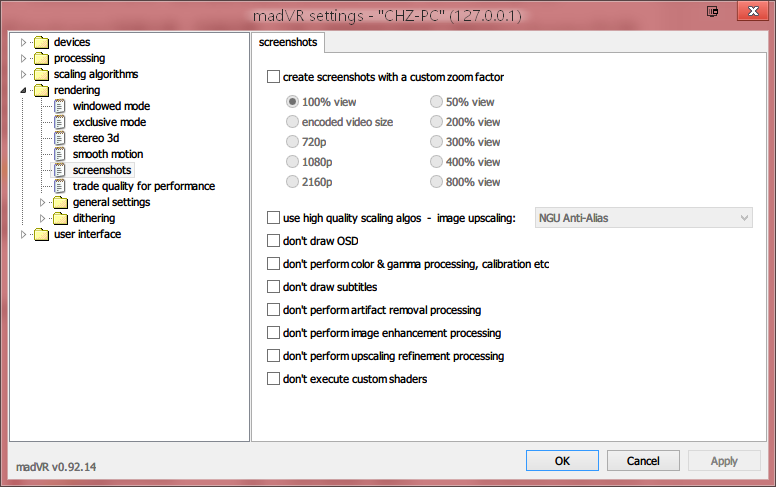 madVR settings - "CHZ-PC" (127.0.0.1)
devices
processing
scaling algorithms
rendering
windowed mode
exclusive mode
stereo 3d
smooth motion
screenshots
trade quality for performance
general settings
dithering
user interface
screenshots
create screenshots with a custom zoom factor
100% view 50% view
encoded video size 200% view
720p 300% view
1080p 400% view
2160p 800% view
use high quality scaling algos - image upscaling: NGU Anti-Alias
don't draw OSD
don't perform color & gamma processing, calibration etc
don't draw subtitles
don't perform artifact removal processing
don't perform image enhancement processing
don't perform upscaling refinement processing
don't execute custom shaders
madVR v0.92.14
OK Cancel Apply